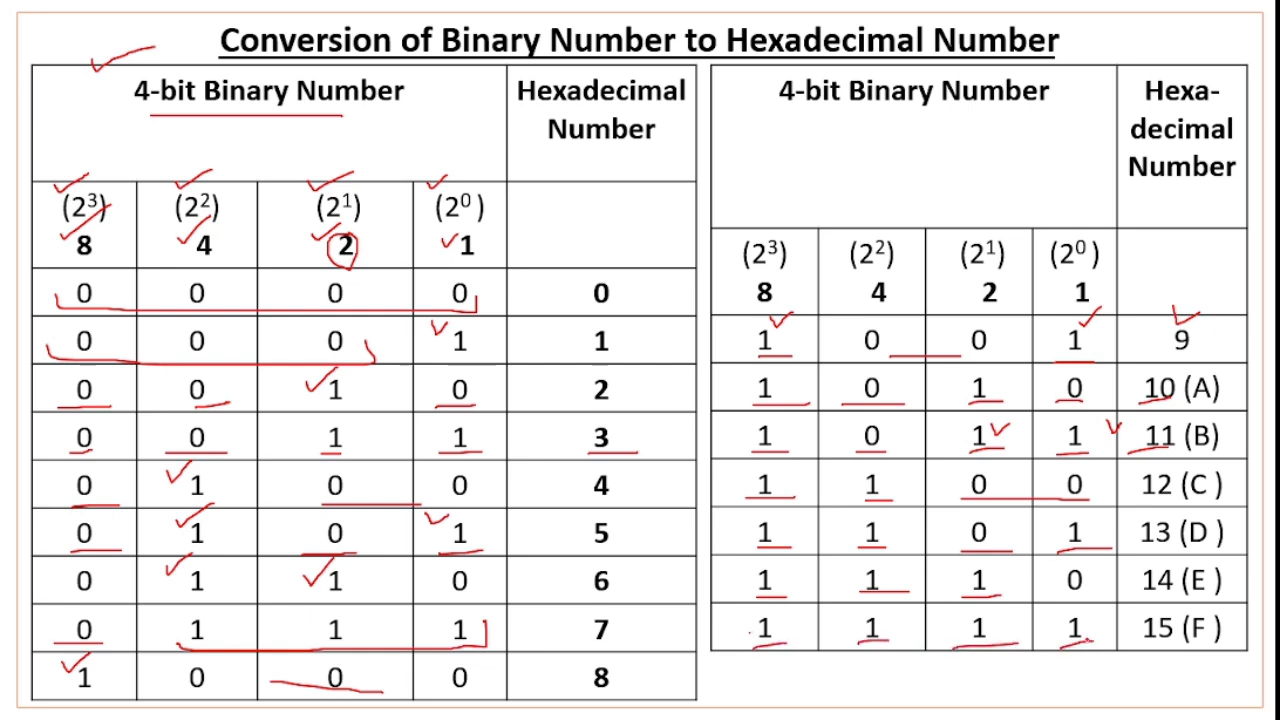 Conversion of Binary Number to Hexadecimal Number
4-bit Binary Number Hexadecimal Number
(2³) 8 (2²) 4 (2¹) 2 (2⁰ ) 1
0 0 0 0 0
0 0 0 1 1
0 0 1 0 2
0 0 1 1 3
0 1 0 0 4
0 1 0 1 5
0 1 1 0 6
0 1 1 1 7
1 0 0 0 8
4-bit Binary Number Hexa-decimal Number
(2³) 8 (2²) 4 (2¹) 2 (2⁰ ) 1
1 0 0 1 9
1 0 1 0 10 (A)
1 0 1 1 11 (B)
1 1 0 0 12 (C )
1 1 0 1 13 (D )
1 1 1 0 14 (E )
1 1 1 1 15 (F )